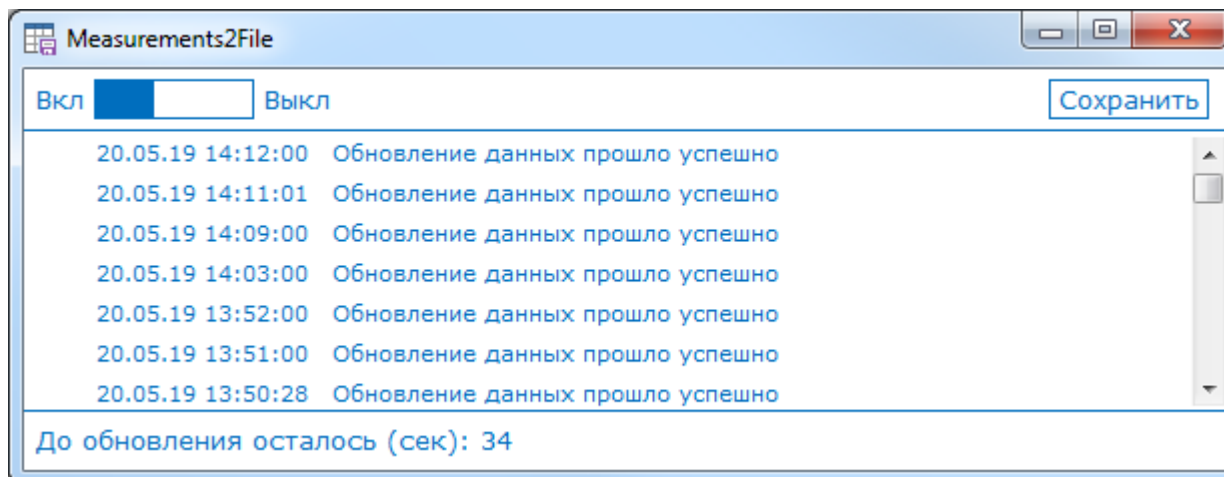 Measurements2File
Вкл Выкл Сохранить
20.05.19 14:12:00 Обновление данных прошло успешно
20.05.19 14:11:01 Обновление данных прошло успешно
20.05.19 14:09:00 Обновление данных прошло успешно
20.05.19 14:03:00 Обновление данных прошло успешно
20.05.19 13:52:00 Обновление данных прошло успешно
20.05.19 13:51:00 Обновление данных прошло успешно
20.05.19 13:50:28 Обновление данных прошло успешно
До обновления осталось (сек): 34